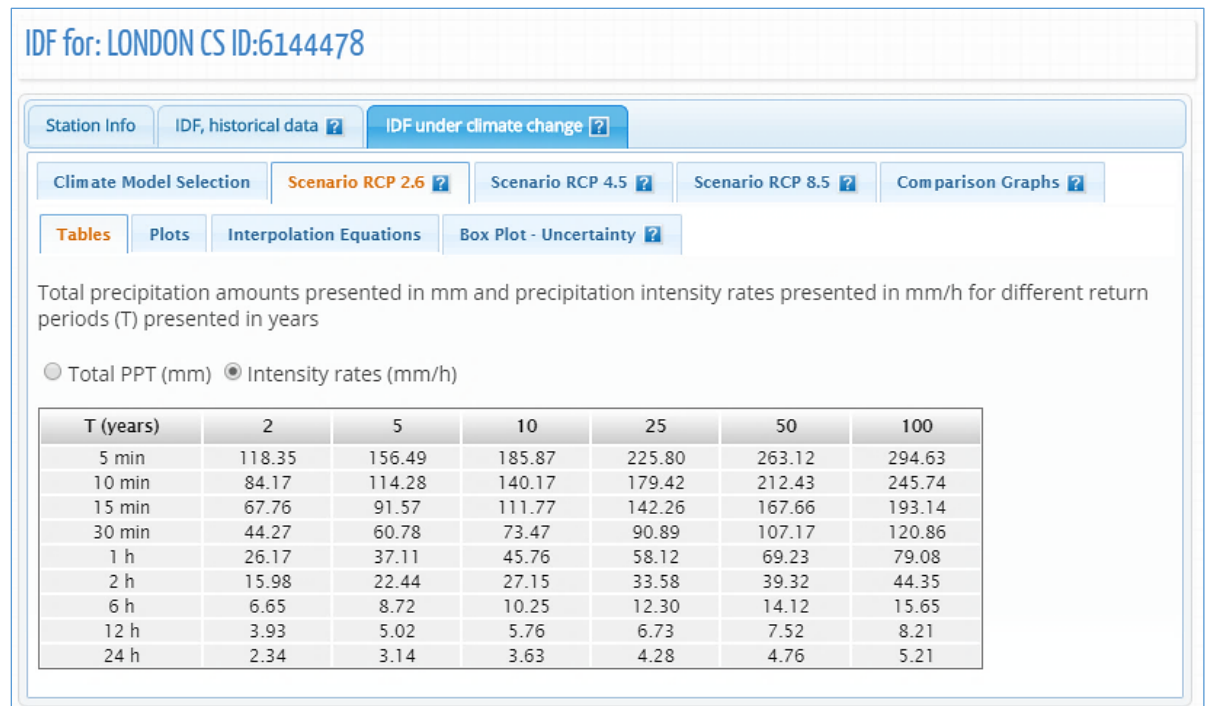 IDF for: LONDON CS ID:6144478
Station Info IDF, historical data ? IDF under climate change ?
Climate Model Selection Scenario RCP 2.6 ? Scenario RCP 4.5 ? Scenario RCP 8.5 ? Comparison Graphs ?
Tables Plots Interpolation Equations Box Plot - Uncertainty ?
Total precipitation amounts presented in mm and precipitation intensity rates presented in mm/h for different return
periods (T) presented in years
Total PPT (mm) Intensity rates (mm/h)
T (years) 2 5 10 25 50 100
5 min 118.35 156.49 185.87 225.80 263.12 294.63
10 min 84.17 114.28 140.17 179.42 212.43 245.74
15 min 67.76 91.57 111.77 142.26 167.66 193.14
30 min 44.27 60.78 73.47 90.89 107.17 120.86
1 h 26.17 37.11 45.76 58.12 69.23 79.08
2 h 15.98 22.44 27.15 33.58 39.32 44.35
6 h 6.65 8.72 10.25 12.30 14.12 15.65
12 h 3.93 5.02 5.76 6.73 7.52 8.21
24 h 2.34 3.14 3.63 4.28 4.76 5.21